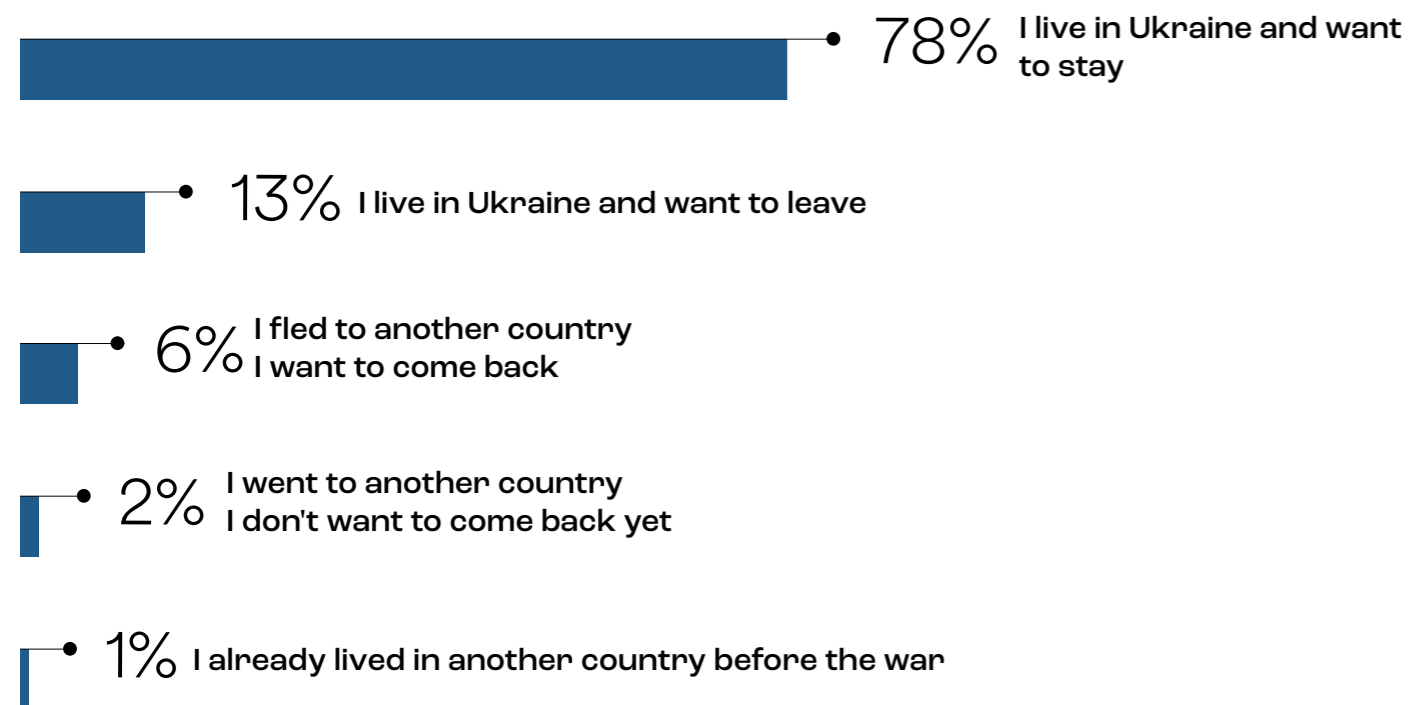 78% I live in Ukraine and want
to stay
13% I live in Ukraine and want to leave
6% I fled to another country
I want to come back
2% I went to another country
I don't want to come back yet
1% I already lived in another country before the war